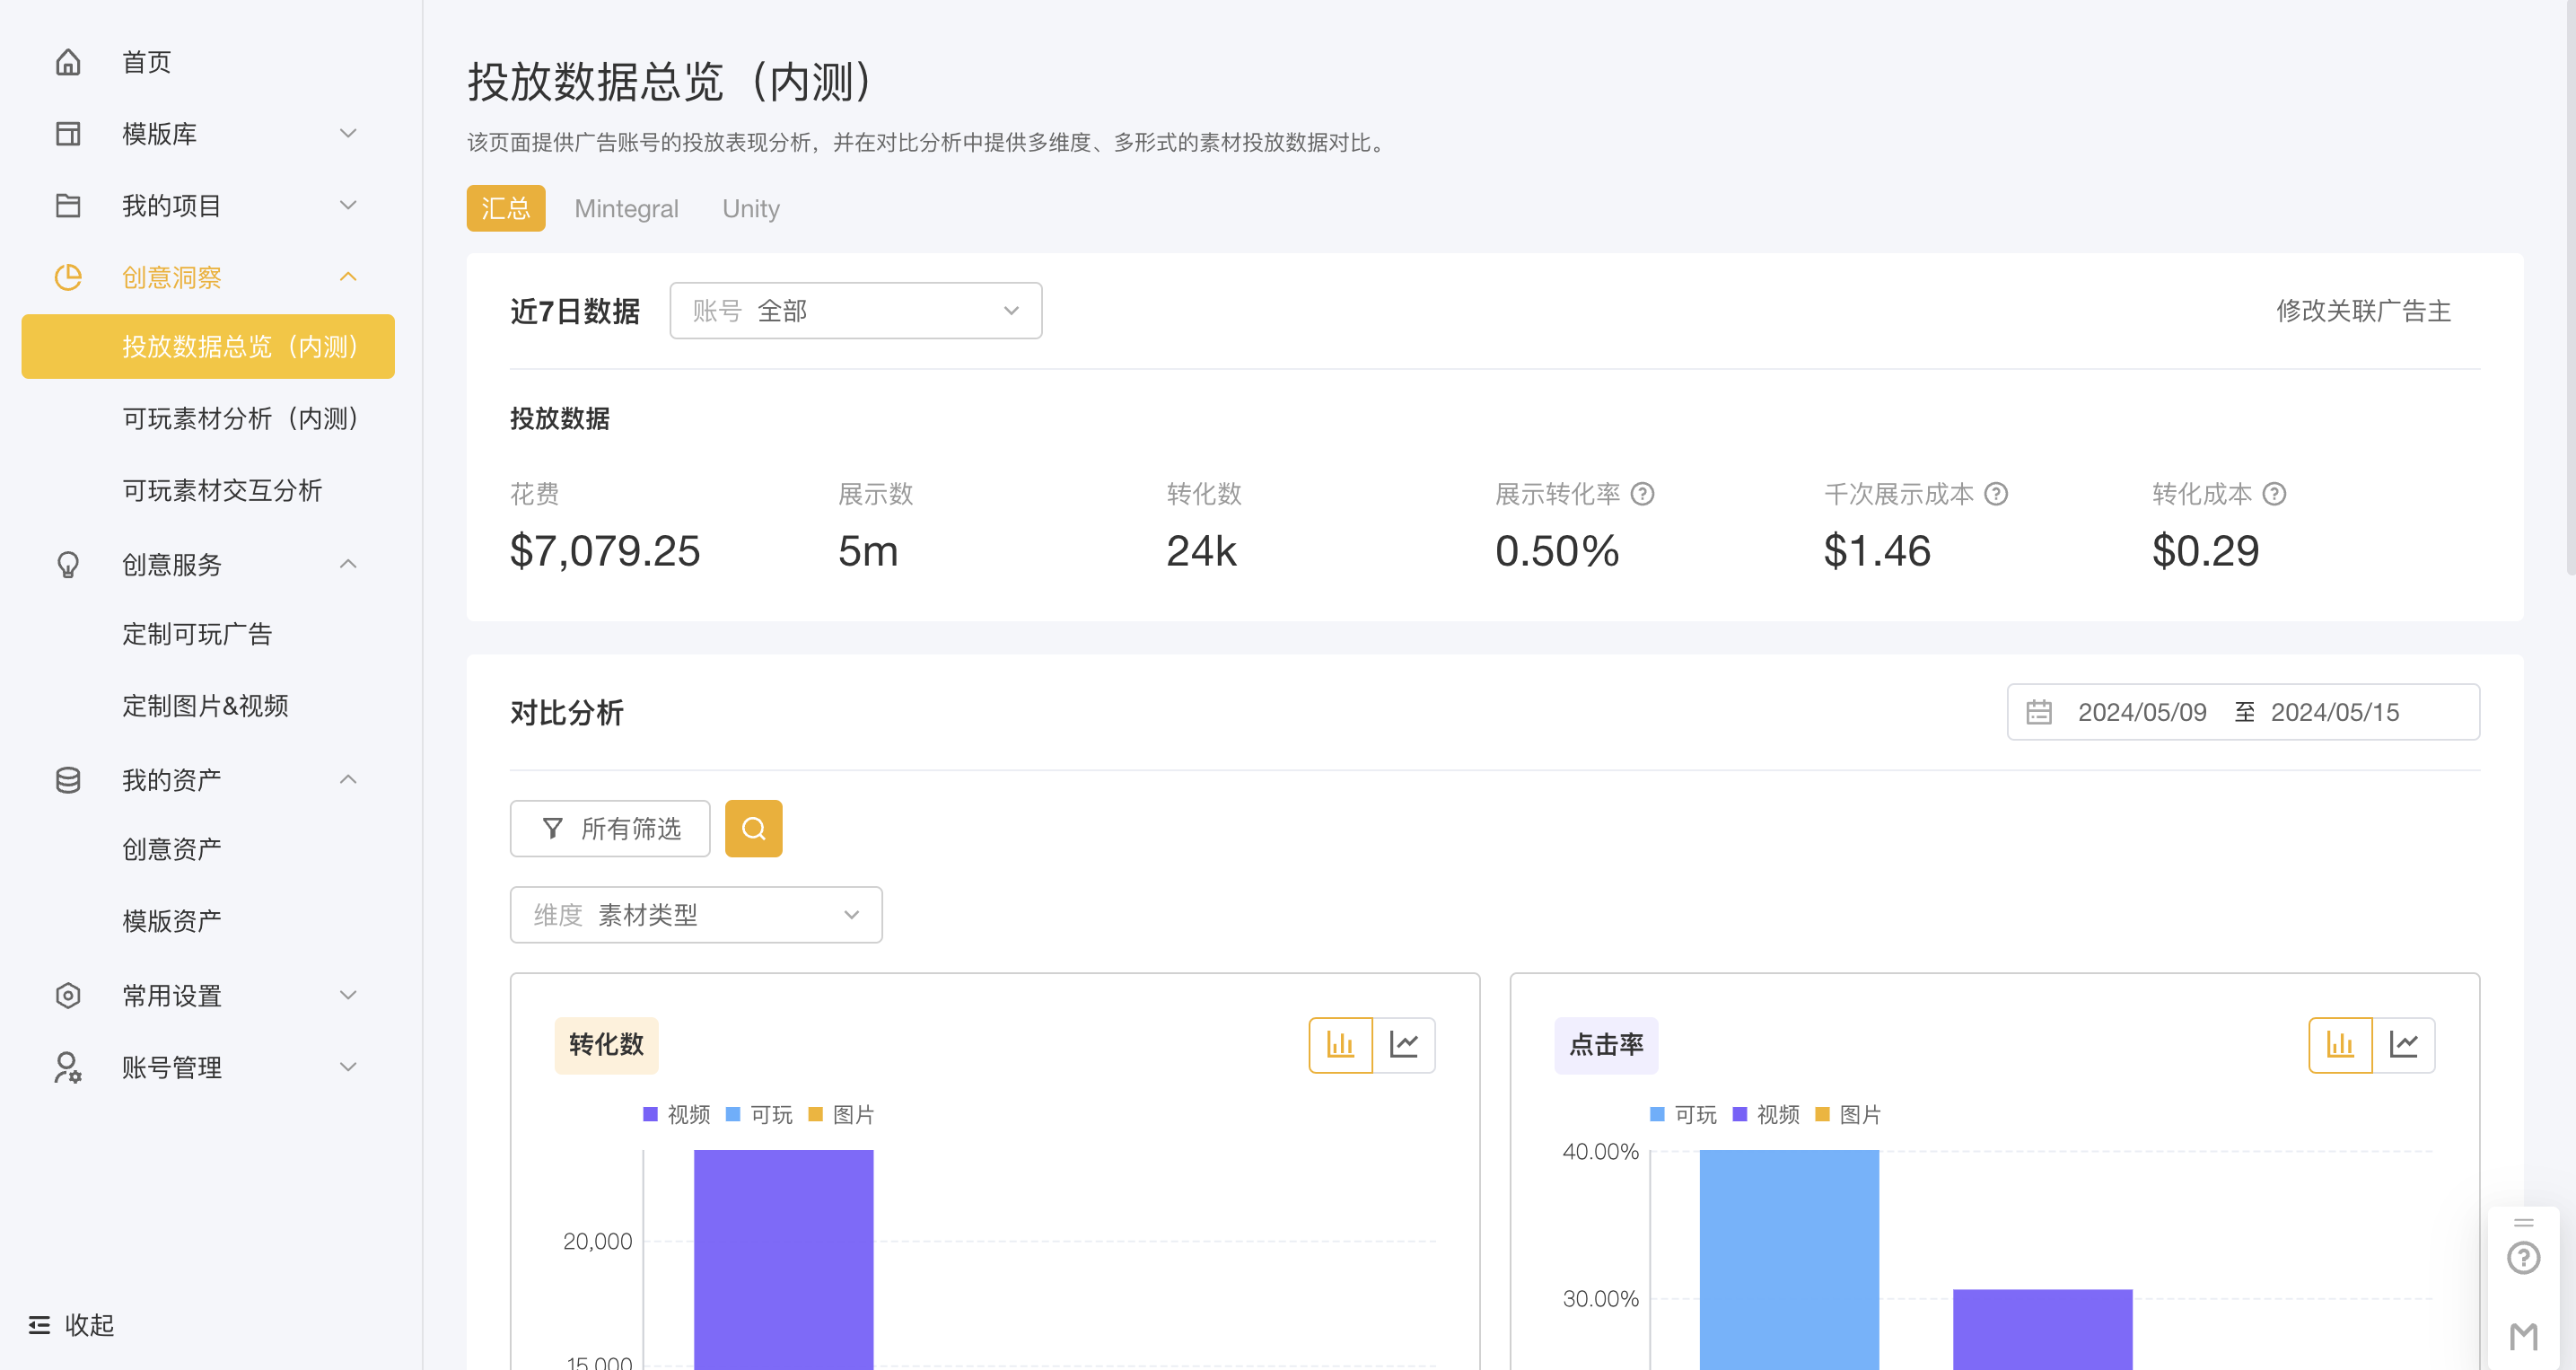 首页
模版库
我的项目
创意洞察
投放数据总览（内测）
可玩素材分析（内测）
可玩素材交互分析
创意服务
定制可玩广告
定制图片&视频
我的资产
创意资产
模版资产
常用设置
账号管理
收起
投放数据总览（内测）
该页面提供广告账号的投放表现分析，并在对比分析中提供多维度、多形式的素材投放数据对比。
汇总 Mintegral Unity
近7日数据 账号 全部 修改关联广告主
投放数据
花费 展示数 转化数 展示转化率 千次展示成本 转化成本
$7,079.25 5m 24k 0.50% $1.46 $0.29
对比分析 2024/05/09 至 2024/05/15
所有筛选
维度 素材类型
转化数
视频 可玩 图片
20,000
15,000
点击率
可玩 视频 图片
40.00%
30.00%